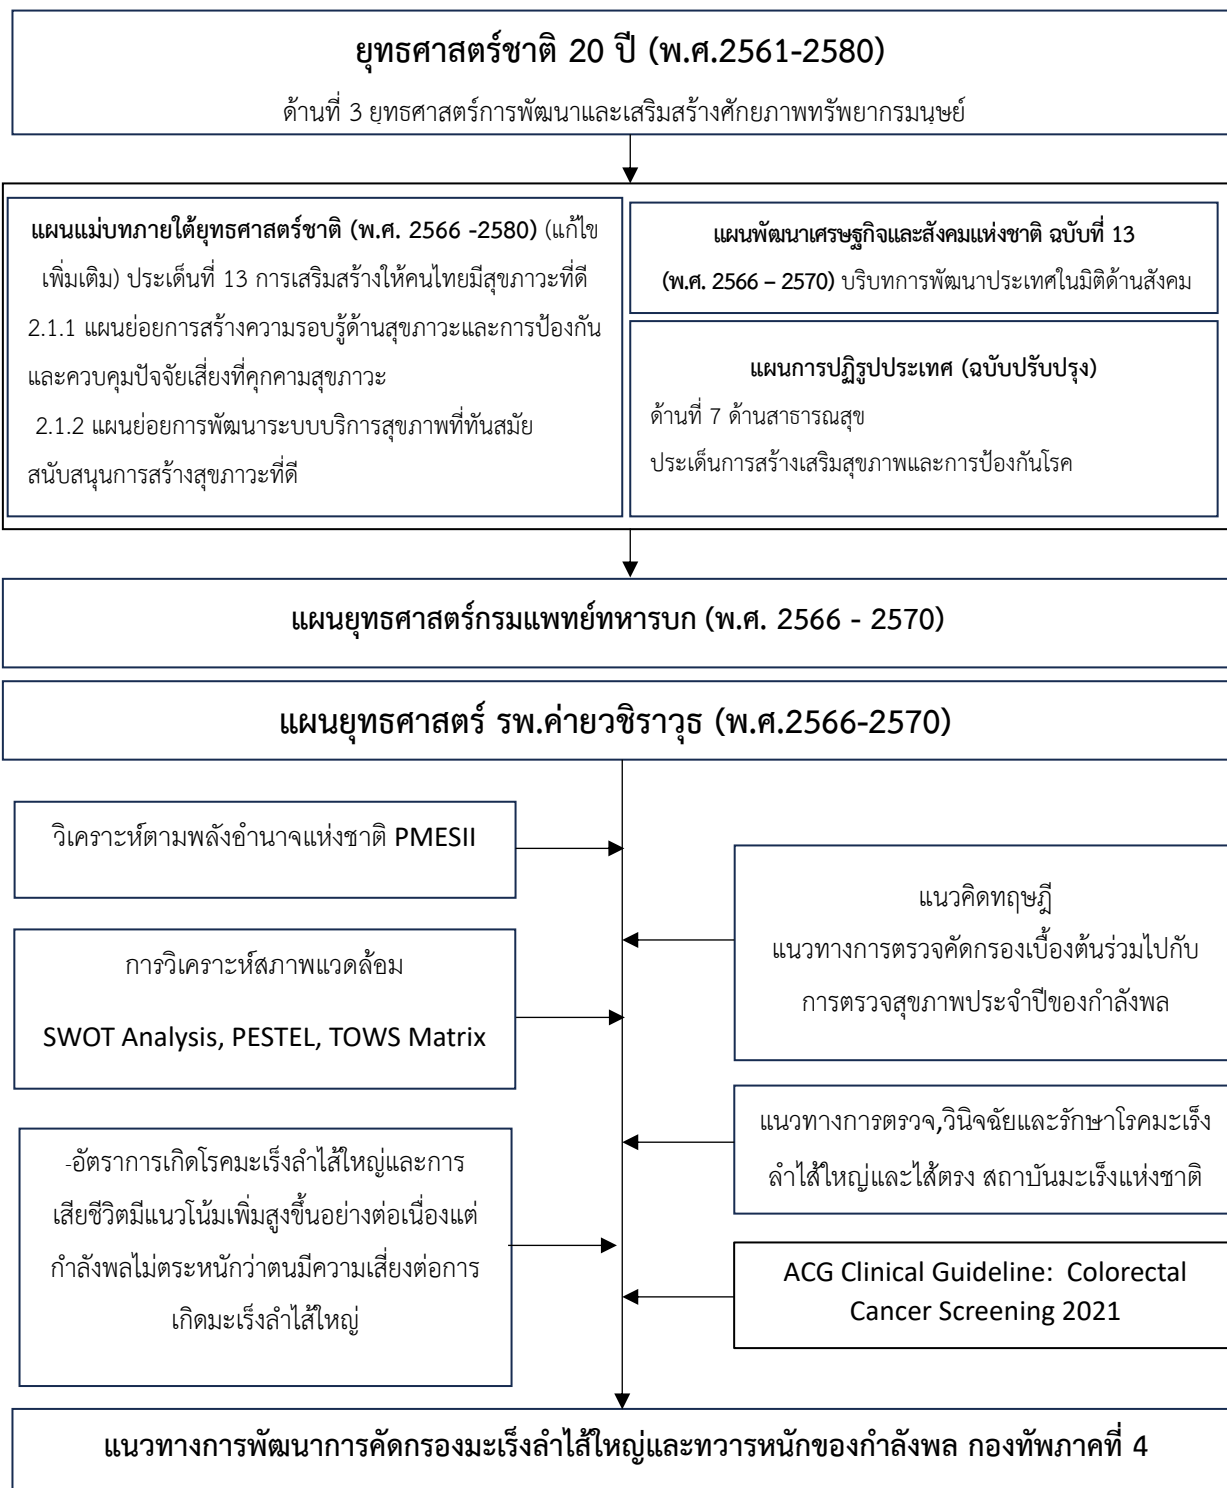 ยุทธศาสตร์ชาติ 20 ปี (พ.ศ.2561-2580)
ด้านที่ 3 ยุทธศาสตร์การพัฒนาและเสริมสร้างศักยภาพทรัพยากรมนุษย์
แผนแม่บทภายใต้ยุทธศาสตร์ชาติ (พ.ศ. 2566 -2580) (แก้ไข
เพิ่มเติม) ประเด็นที่ 13 การเสริมสร้างให้คนไทยมีสุขภาวะที่ดี
2.1.1 แผนย่อยการสร้างความรอบรู้ด้านสุขภาวะและการป้องกัน
และควบคุมปัจจัยเสี่ยงที่คุกคามสุขภาวะ
2.1.2 แผนย่อยการพัฒนาระบบบริการสุขภาพที่ทันสมัย
สนับสนุนการสร้างสุขภาวะที่ดี
แผนพัฒนาเศรษฐกิจและสังคมแห่งชาติ ฉบับที่ 13
(พ.ศ. 2566 – 2570) บริบทการพัฒนาประเทศในมิติด้านสังคม
แผนการปฏิรูปประเทศ (ฉบับปรับปรุง)
ด้านที่ 7 ด้านสาธารณสุข
ประเด็นการสร้างเสริมสุขภาพและการป้องกันโรค
แผนยุทธศาสตร์กรมแพทย์ทหารบก (พ.ศ. 2566 - 2570)
แผนยุทธศาสตร์ รพ.ค่ายวชิราวุธ (พ.ศ.2566-2570)
วิเคราะห์ตามพลังอำนาจแห่งชาติ PMESII
แนวคิดทฤษฎี
แนวทางการตรวจคัดกรองเบื้องต้นร่วมไปกับ
การตรวจสุขภาพประจำปีของกำลังพล
การวิเคราะห์สภาพแวดล้อม
SWOT Analysis, PESTEL, TOWS Matrix
แนวทางการตรวจ,วินิจฉัยและรักษาโรคมะเร็ง
ลำไส้ใหญ่และไส้ตรง สถาบันมะเร็งแห่งชาติ
-อัตราการเกิดโรคมะเร็งลำไส้ใหญ่และการ
เสียชีวิตมีแนวโน้มเพิ่มสูงขึ้นอย่างต่อเนื่องแต่
กำลังพลไม่ตระหนักว่าตนมีความเสี่ยงต่อการ
เกิดมะเร็งลำไส้ใหญ่
ACG Clinical Guideline: Colorectal
Cancer Screening 2021
แนวทางการพัฒนาการคัดกรองมะเร็งลำไส้ใหญ่และทวารหนักของกำลังพล กองทัพภาคที่ 4